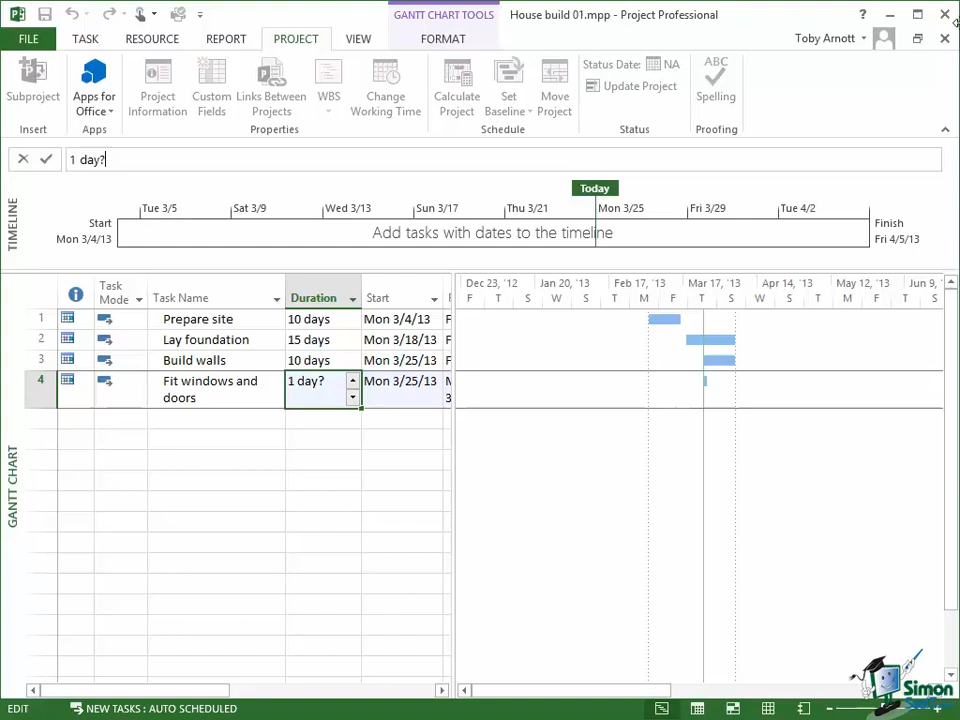 GANTT CHART TOOLS
House build 01.mpp - Project Professional
?
FILE
TASK
RESOURCE
REPORT
PROJECT
VIEW
FORMAT
Toby Arnott
Subproject
Apps for
Office
Project
Information
Custom
Fields
Links Between
Projects
WBS
Change
Working Time
Calculate
Project
Set
Baseline
Move
Project
Status Date:
NA
Update Project
ABC
Spelling
Insert
Apps
Properties
Schedule
Status
Proofing
1 day?
TIMELINE
Today
Tue 3/5
Sat 3/9
Wed 3/13
Sun 3/17
Thu 3/21
Mon 3/25
Fri 3/29
Tue 4/2
Start
Mon 3/4/13
Add tasks with dates to the timeline
Finish
Fri 4/5/13
GANTT CHART
Task
Mode
Task Name
Duration
Start
F
Dec 23, '12
Jan 20, '13
Feb 17, '13
Mar 17, '13
Apr 14, '13
May 12, '13
Jun 9, '
F T S W S T M F T S W S T M F T S
1 Prepare site 10 days Mon 3/4/13 F
2 Lay foundation 15 days Mon 3/18/13 F
3 Build walls 10 days Mon 3/25/13 F
4 Fit windows and 1 day? Mon 3/25/13 M
doors 3
Simon
EDIT
NEW TASKS : AUTO SCHEDULED